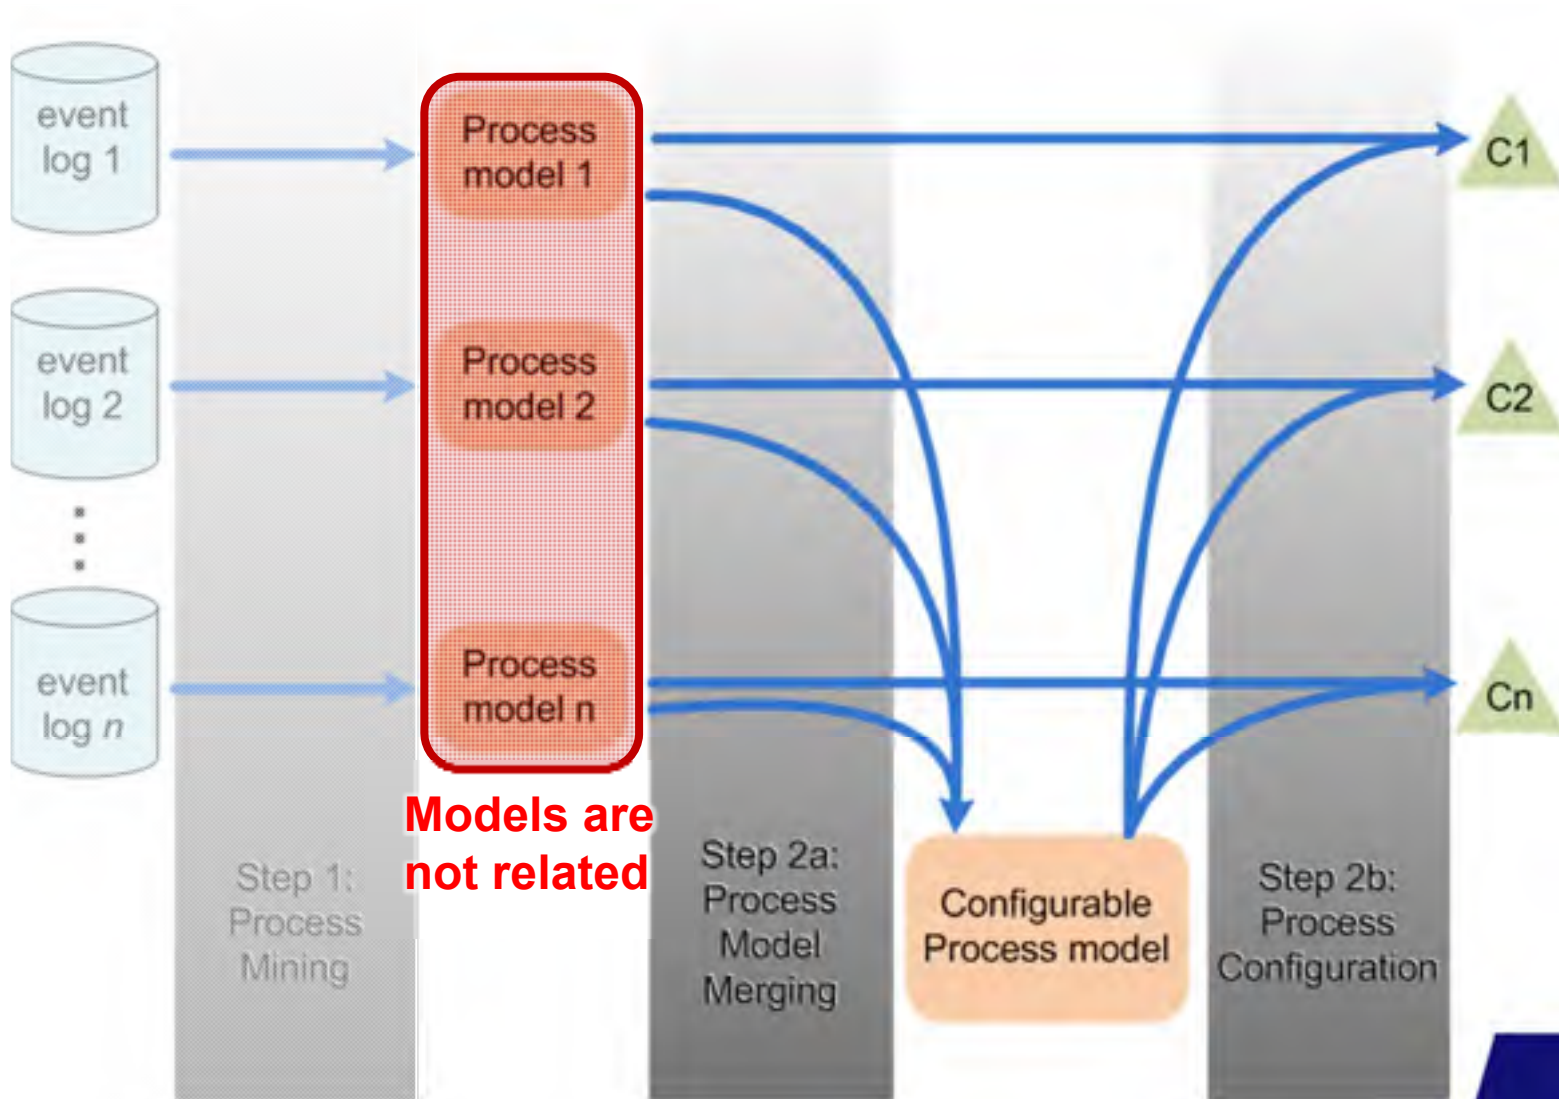 event
log 1
Process
model 1
C1
event
log 2
Process
model 2
C2
event
log n
Process
model n
Cn
Models are
not related
Step 1:
Process
Mining
Step 2a:
Process
Model
Merging
Configurable
Process model
Step 2b:
Process
Configuration